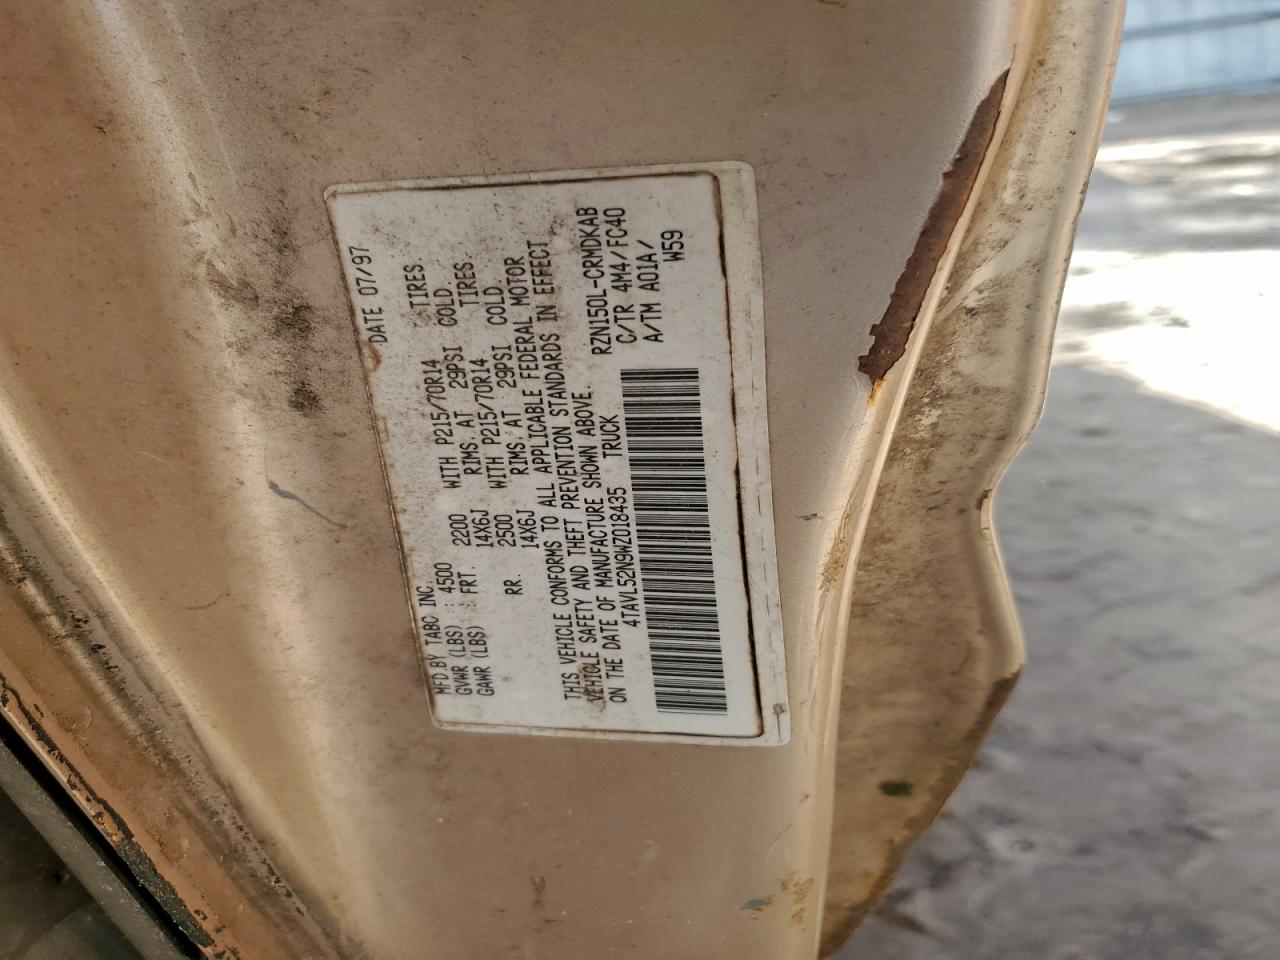 MFD.BY TABC INC. DATE 07/97
GVWR (LBS) : 4500
GAWR (LBS) : FRT. 2200 WITH P215/70R14 TIRES.
14X6J RIMS. AT 29PSI COLD.
RR. 2500 WITH P215/70R14 TIRES.
14X6J RIMS. AT 29PSI COLD.
THIS VEHICLE CONFORMS TO ALL APPLICABLE FEDERAL MOTOR
VEHICLE SAFETY AND THEFT PREVENTION STANDARDS IN EFFECT
ON THE DATE OF MANUFACTURE SHOWN ABOVE.
4TAVL52N9WZ018435 TRUCK
RZN150L-CRMDKAB
C/TR 4M4/FC40
A/TM A01A/
W59